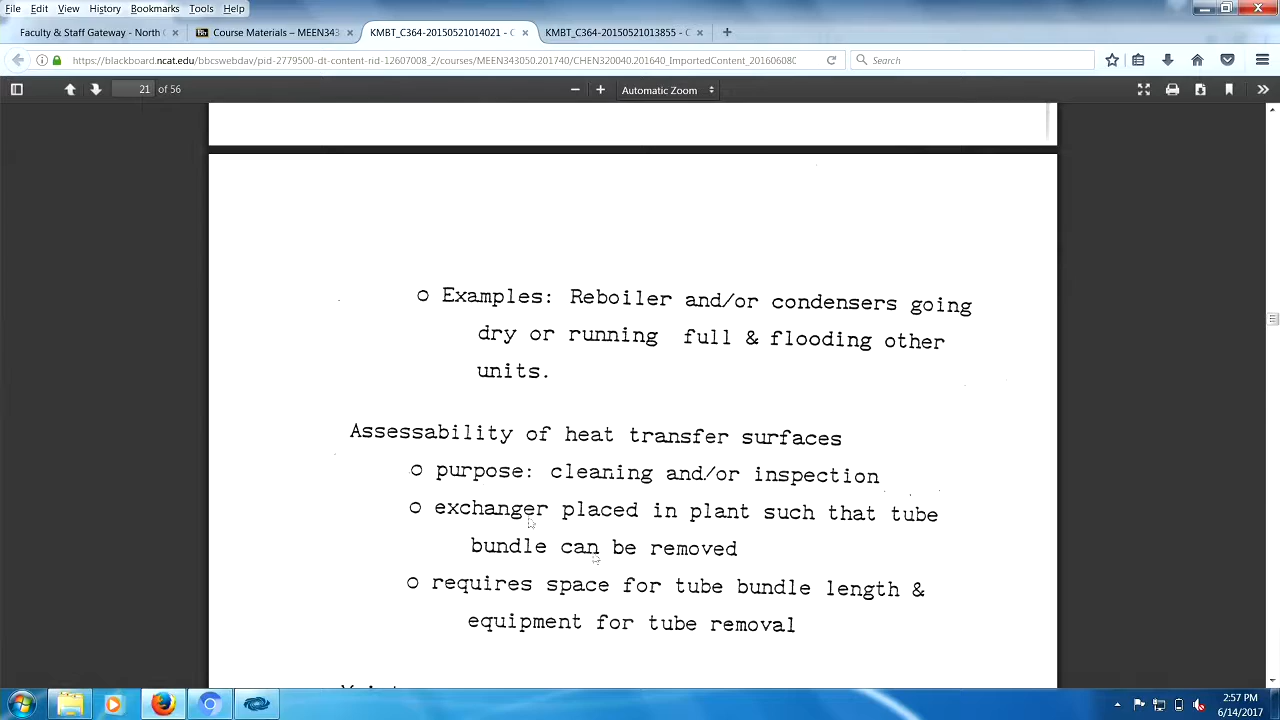 File Edit View History Bookmarks Tools Help
Faculty & Staff Gateway - North C Course Materials – MEEN343 KMBT_C364-20150521014021 - C KMBT_C364-20150521013855 - C
https://blackboard.ncat.edu/bbcswebdav/pid-2779500-dt-content-rid-12607008_2/courses/MEEN343050.201740/CHEN320040.201640_ImportedContent_201606080 Search
21 of 56 Automatic Zoom
o Examples: Reboiler and/or condensers going
dry or running full & flooding other
units.
Assessability of heat transfer surfaces
o purpose: cleaning and/or inspection
o exchanger placed in plant such that tube
bundle can be removed
o requires space for tube bundle length &
equipment for tube removal
2:57 PM
6/14/2017